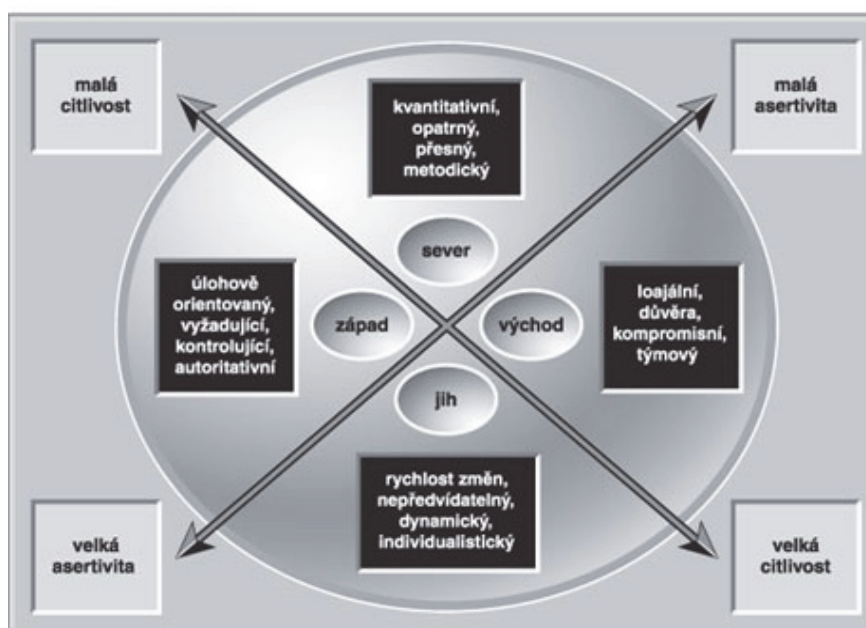 malá
citlivost
malá
asertivita
kvantitativní,
opatrný,
přesný,
metodický
sever
úlohově
orientovaný,
vyžadující,
kontrolující,
autoritativní
západ
východ
loajální,
důvěra,
kompromisní,
týmový
jih
rychlost změn,
nepředvídatelný,
dynamický,
individualistický
velká
asertivita
velká
citlivost